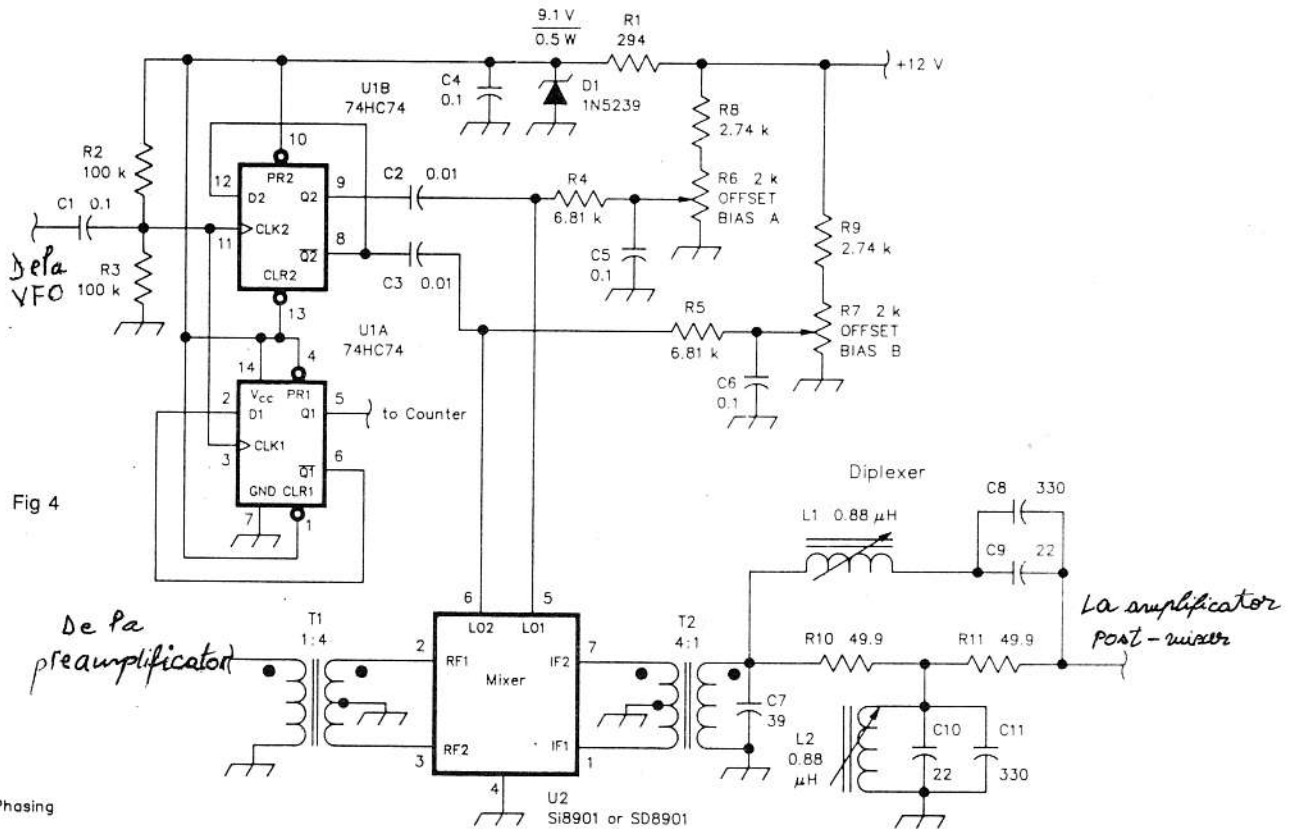 9.1 V
0.5 W
R1
294
+12 V
C4
0.1
D1
1N5239
U1B
74HC74
R8
2.74 k
10
R2
100 k
PR2
12
D2
Q2
9
C2
0.01
R4
6.81 k
R6 2 k
OFFSET
BIAS A
C1 0.1
11
CLK2
Q2
8
R9
2.74 k
De la
VFO
R3
100 k
CLR2
C3
0.01
C5
0.1
13
R5
6.81 k
R7 2 k
OFFSET
BIAS B
U1A
74HC74
4
14
Vcc
PR1
2
D1
Q1
5
to Counter
C6
0.1
CLK1
3
Q1
6
Fig 4
GND
CLR1
7
1
Diplexer
C8
330
L1 0.88 µH
C9
22
6
5
La amplificator
post-mixer
De la
preamplificator
T1
1:4
2
LO2
LO1
7
T2
4:1
R10
49.9
R11
49.9
RF1
IF2
Mixer
C7
39
RF2
IF1
3
1
L2
0.88
µH
C10
22
C11
330
4
U2
Si8901 or SD8901
Phasing